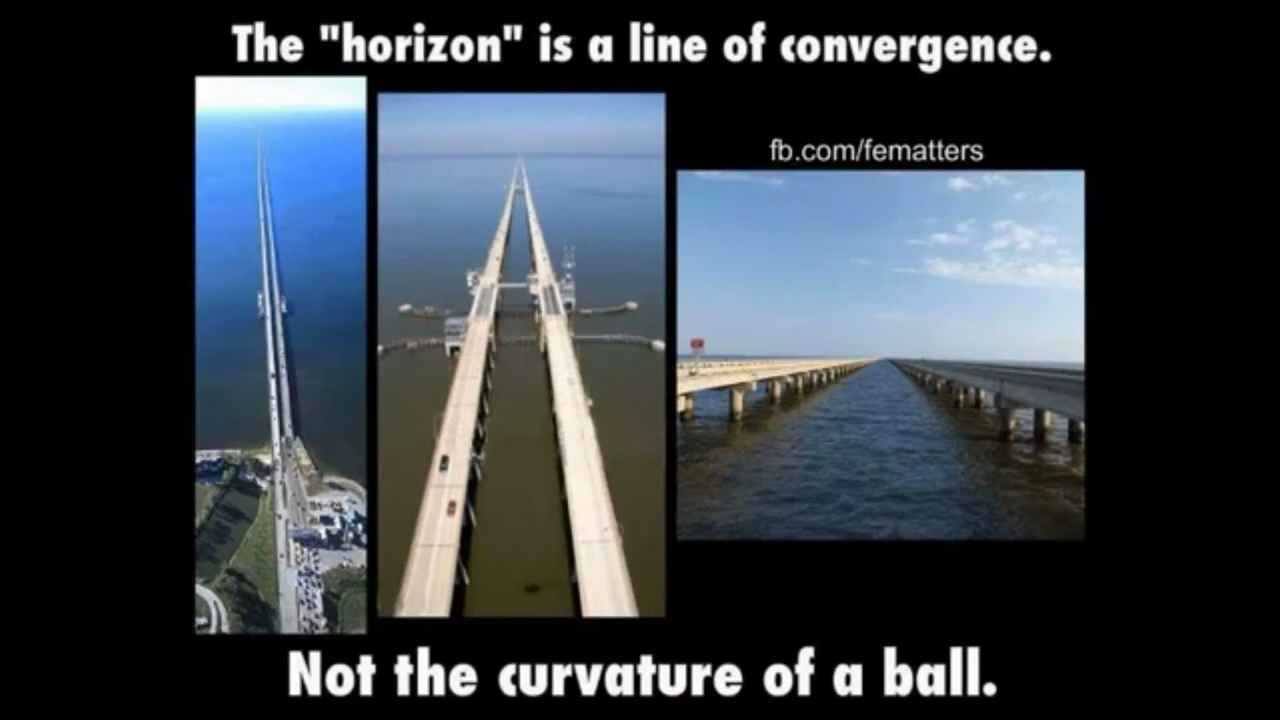 The "horizon" is a line of convergence.
fb.com/fematters
Not the curvature of a ball.